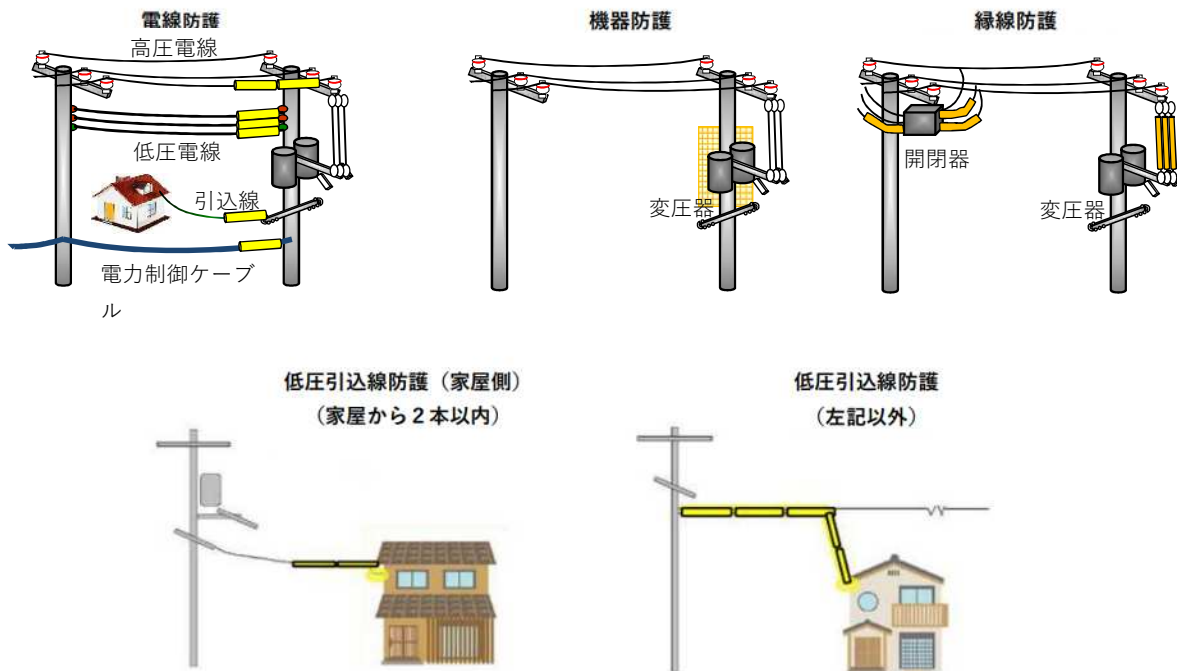 電線防護
高圧電線
低圧電線
引込線
電力制御ケーブ
ル
機器防護
変圧器
縁線防護
開閉器
変圧器
低圧引込線防護（家屋側）
（家屋から２本以内）
低圧引込線防護
（左記以外）